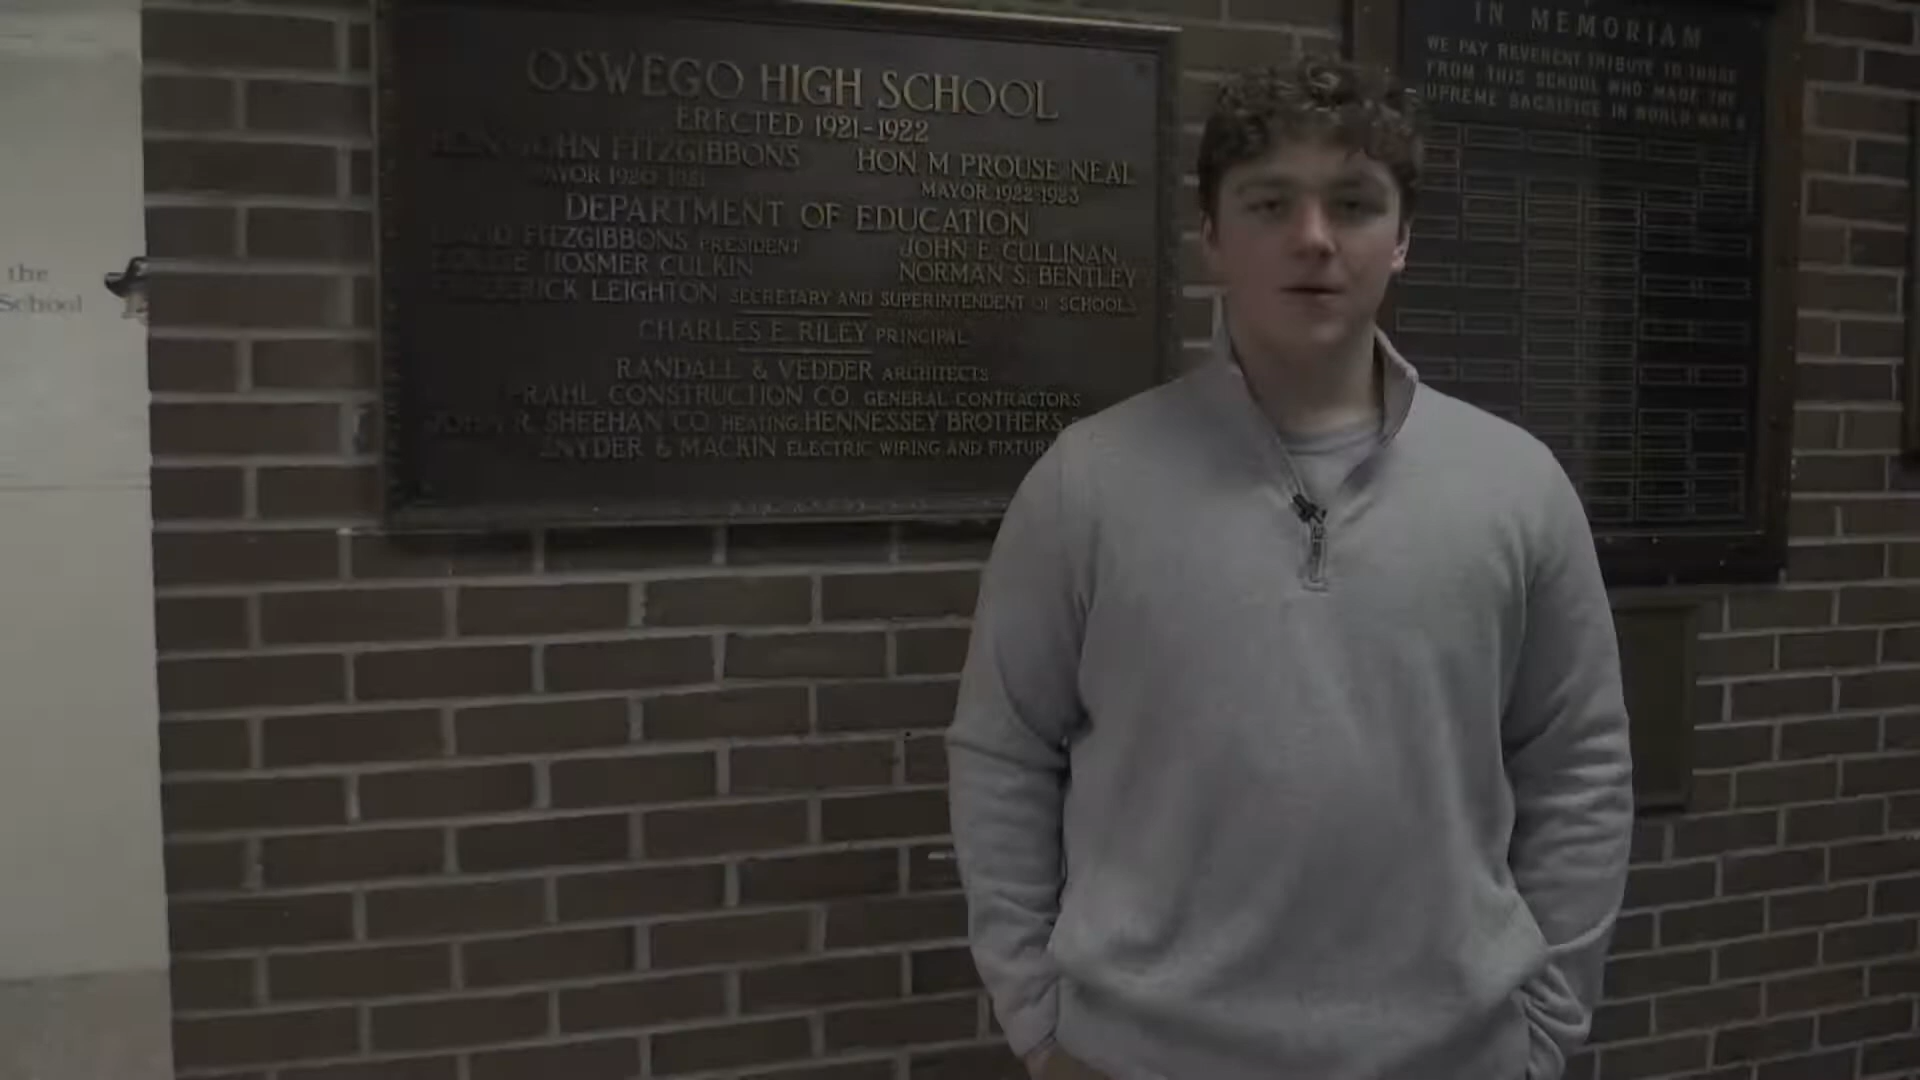 the
School
OSWEGO HIGH SCHOOL
ERECTED 1921-1922
JOHN FITZGIBBONS HON M PROUSE NEAL
MAYOR 1922-1923
DEPARTMENT OF EDUCATION
FITZGIBBONS PRESIDENT JOHN F. CULLINAN
HOSMER CULKIN NORMAN S. BENTLEY
LEIGHTON SECRETARY AND SUPERINTENDENT OF SCHOOLS
CHARLES E. RILEY PRINCIPAL
RANDALL & VEDDER ARCHITECTS
CONSTRUCTION CO. GENERAL CONTRACTORS
R. SHEEHAN CO. HEATING. HENNESSEY BROTHERS
SNYDER & MACKIN ELECTRIC WIRING AND
IN MEMORIAM
WE PAY REVERENT TRIBUTE TO THOSE
FROM THIS SCHOOL WHO MADE THE
SUPREME SACRIFICE IN WORLD WAR